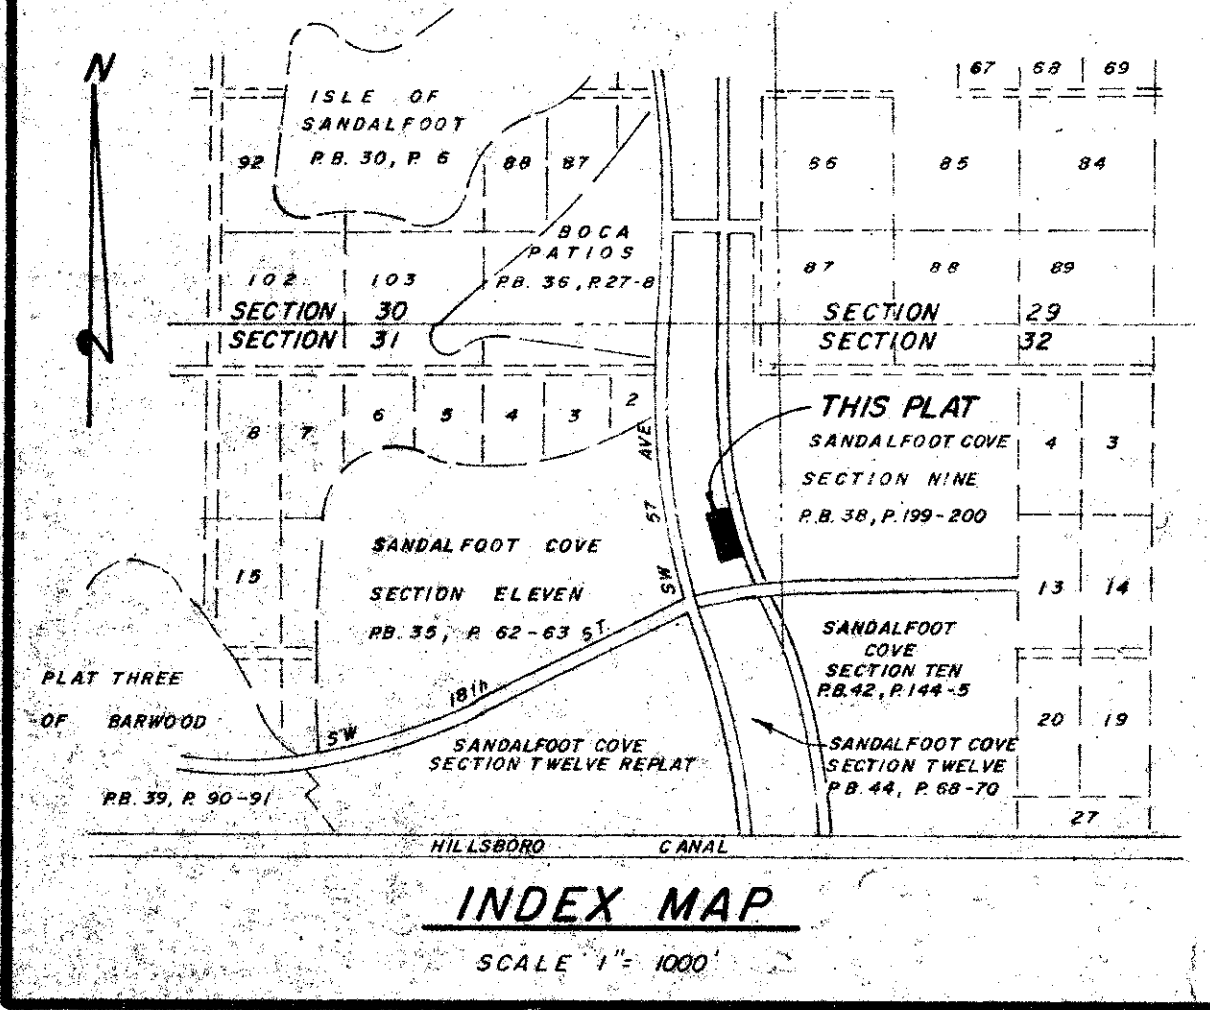 N
67 68 69
ISLE OF
SANDALFOOT
P.B. 30, P. 6
92
88 87
86 85 84
BOCA
PATIOS
P.B. 36, P. 27-8
102 103
87 88 89
SECTION 30
SECTION 31
SECTION 29
SECTION 32
8 7 6 5 4 3 2
THIS PLAT
SANDALFOOT COVE
SECTION NINE
P.B. 38, P. 199-200
4 3
SW 57 AVE
SANDALFOOT COVE
SECTION ELEVEN
P.B. 35, P. 62-63
15
13 14
SW 18th ST.
SANDALFOOT
COVE
SECTION TEN
P.B. 42, P. 144-5
PLAT THREE
OF BARWOOD
P.B. 39, P. 90-91
20 19
SANDALFOOT COVE
SECTION TWELVE REPLAT
SANDALFOOT COVE
SECTION TWELVE
P.B. 44, P. 68-70
27
HILLSBORO CANAL
INDEX MAP
SCALE 1"= 1000'